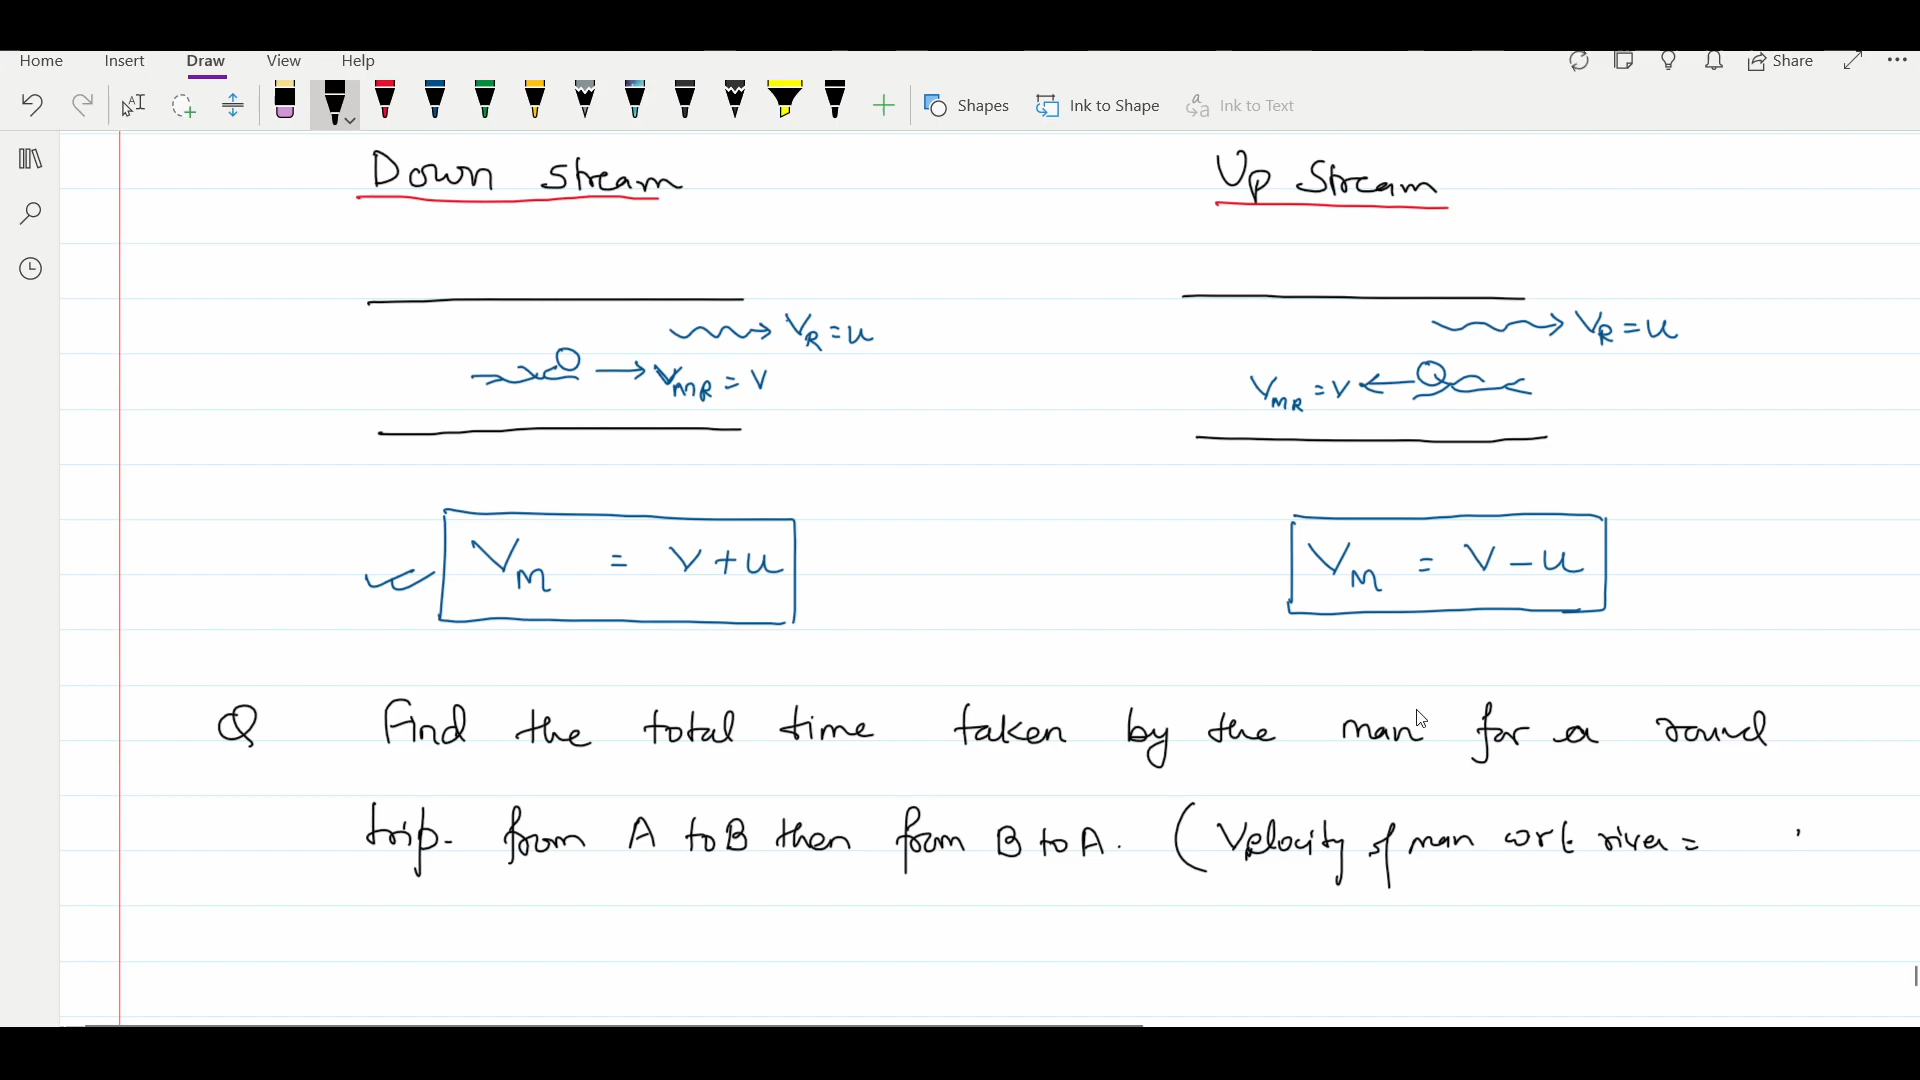 Home Insert Draw View Help Share
Shapes Ink to Shape Ink to Text
Down stream
Up Stream
V_R = u
V_MR = v
V_R = u
V_MR = v
V_M = v + u
V_M = v - u
Q Find the total time taken by the man for a round
trip. from A to B then from B to A. ( Velocity of man wrt river =